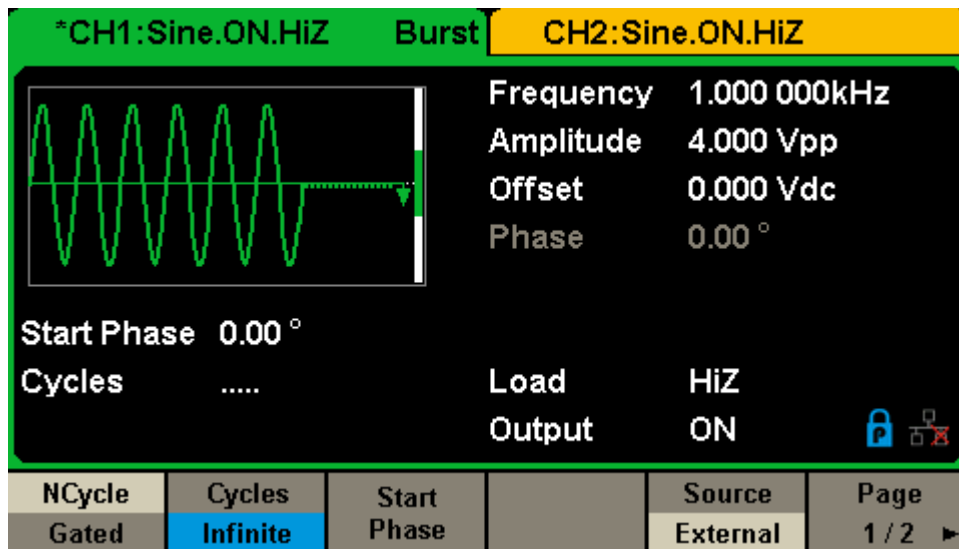 *CH1:Sine.ON.HiZ Burst CH2:Sine.ON.HiZ
Frequency 1.000 000kHz
Amplitude 4.000 Vpp
Offset 0.000 Vdc
Phase 0.00 °
Start Phase 0.00 °
Cycles .....
Load HiZ
Output ON
P
NCycle Cycles Start Source Page
Gated Infinite Phase External 1 / 2 ►